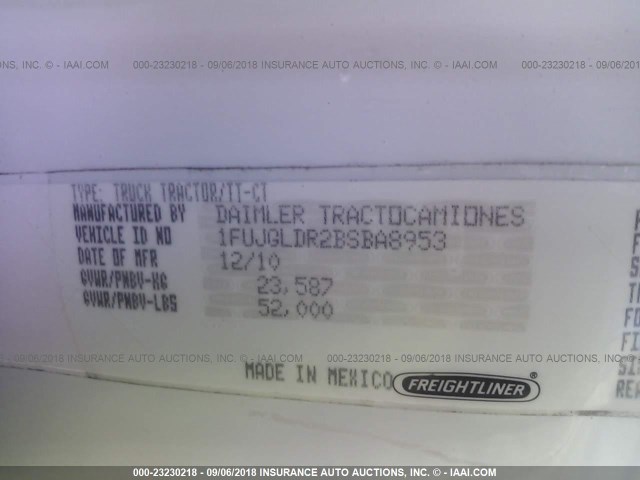 INC. - IAAI.COM 000-23230218 - 09/06/2018 INSURANCE AUTO AUCTIONS, INC. - IAAI.COM 000-23230218 - 09/06/2018
TYPE: TRUCK TRACTOR/TT-CT
MANUFACTURED BY DAIMLER TRACTOCAMIONES
VEHICLE ID NO 1FUJGLDR2BSBA8953
DATE OF MFR 12/10
GVWR/PNBV-KG 23,587
GVWR/PNBV-LBS 52,000
INSURANCE AUTO AUCTIONS, INC. - IAAI.COM 000-23230218 - 09/06/2018 INSURANCE AUTO AUCTIONS, INC. - IAAI.COM
MADE IN MEXICO FREIGHTLINER®
000-23230218 - 09/06/2018 INSURANCE AUTO AUCTIONS, INC. - IAAI.COM